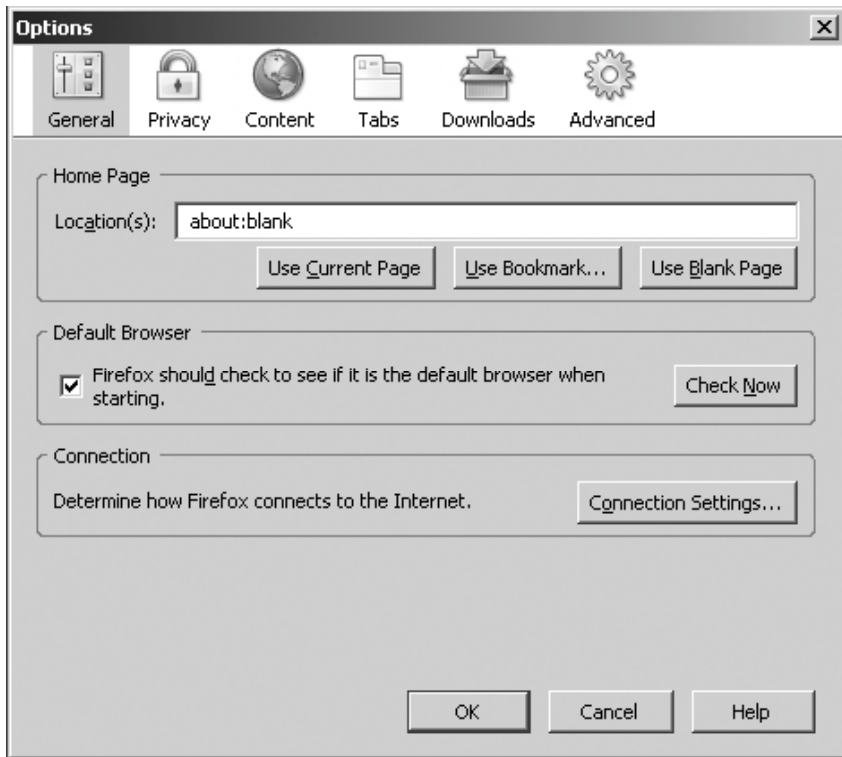 Options
General Privacy Content Tabs Downloads Advanced
Home Page
Location(s): about:blank
Use Current Page Use Bookmark... Use Blank Page
Default Browser
Firefox should check to see if it is the default browser when
starting.
Check Now
Connection
Determine how Firefox connects to the Internet. Connection Settings...
OK Cancel Help